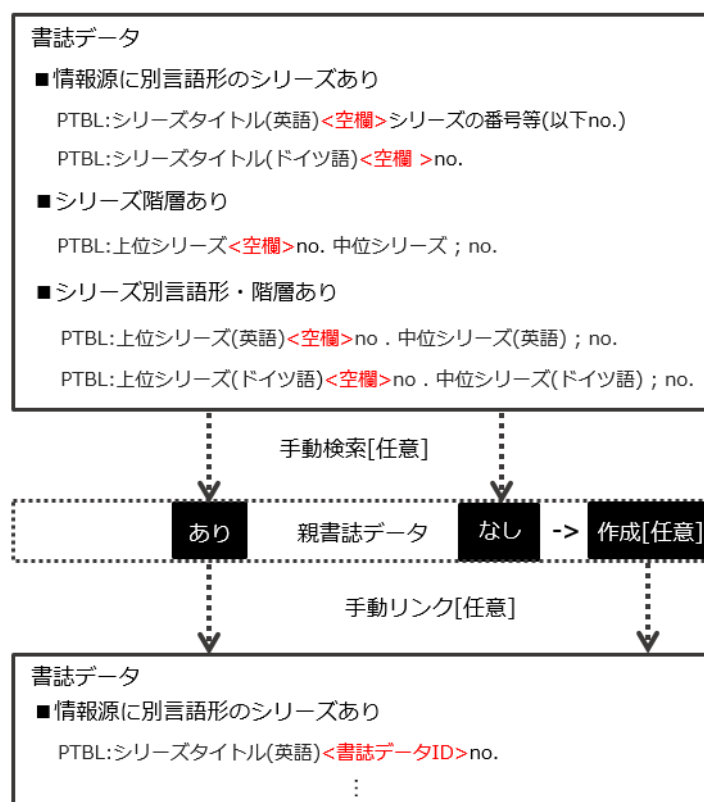 書誌データ
■情報源に別言語形のシリーズあり
PTBL:シリーズタイトル(英語)<空欄>シリーズの番号等(以下no.)
PTBL:シリーズタイトル(ドイツ語)<空欄 >no.
■シリーズ階層あり
PTBL:上位シリーズ<空欄>no. 中位シリーズ ; no.
■シリーズ別言語形・階層あり
PTBL:上位シリーズ(英語)<空欄>no . 中位シリーズ(英語) ; no.
PTBL:上位シリーズ(ドイツ語)<空欄>no . 中位シリーズ(ドイツ語) ; no.
手動検索[任意]
あり 親書誌データ なし -> 作成[任意]
手動リンク[任意]
書誌データ
■情報源に別言語形のシリーズあり
PTBL:シリーズタイトル(英語)<書誌データID>no.
⋮